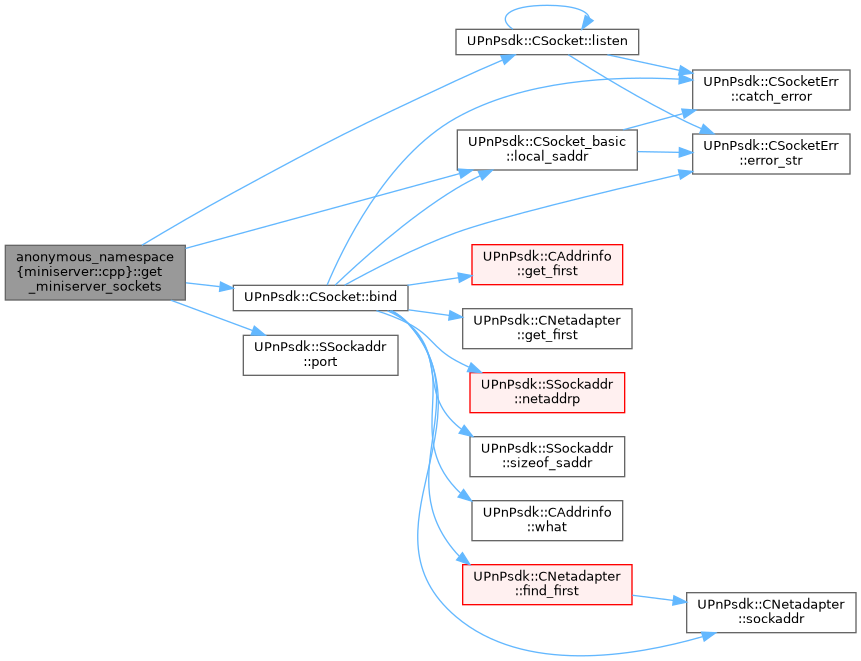 UPnPsdk::CSocket::listen
UPnPsdk::CSocketErr
::catch_error
UPnPsdk::CSocket_basic
::local_saddr
UPnPsdk::CSocketErr
::error_str
anonymous_namespace
{miniserver::cpp}::get
_miniserver_sockets
UPnPsdk::CAddrinfo
::get_first
UPnPsdk::CSocket::bind
UPnPsdk::CNetadapter
::get_first
UPnPsdk::SSockaddr
::port
UPnPsdk::SSockaddr
::netaddrp
UPnPsdk::SSockaddr
::sizeof_saddr
UPnPsdk::CAddrinfo
::what
UPnPsdk::CNetadapter
::find_first
UPnPsdk::CNetadapter
::sockaddr